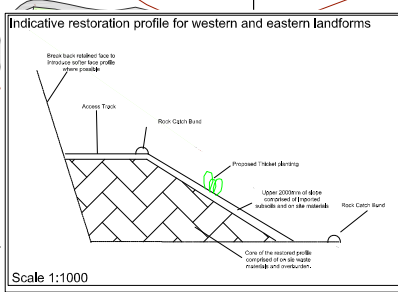 Indicative restoration profile for western and eastern landforms
Break back retained face to
Introduce softer face profile
where possible
Access Track
Rock Catch Bund
Proposed Thicket planting
Upper 2000mm of slope
comprised of Imported
subsoils and on site materials
Rock Catch Bund
Core of the restored profile
comprised of on site waste
materials and overburden.
Scale 1:1000